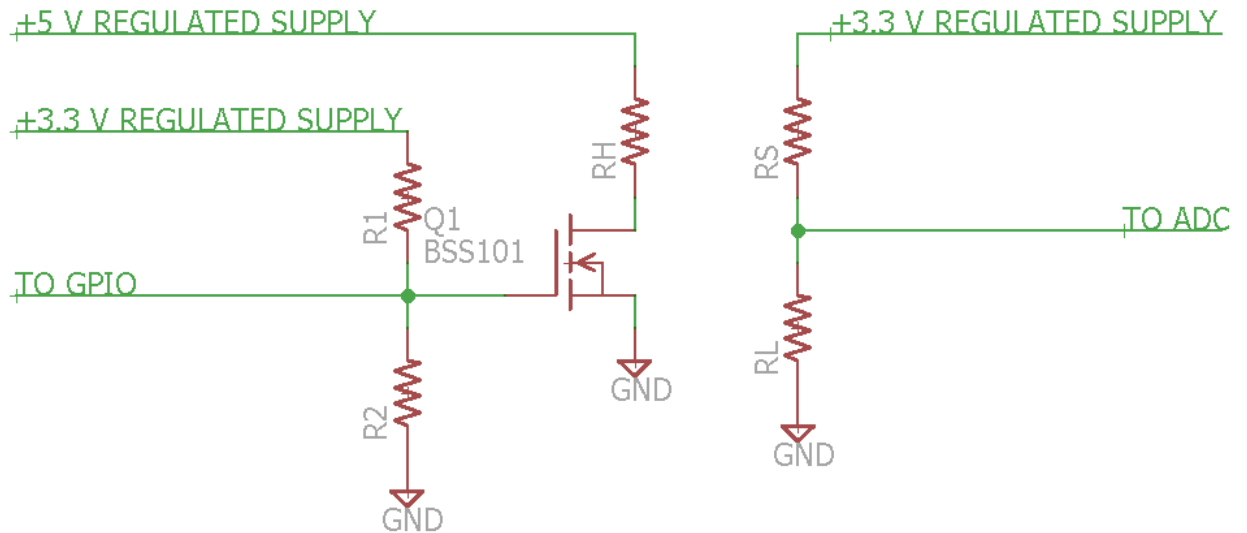 +5 V REGULATED SUPPLY
+3.3 V REGULATED SUPPLY
+3.3 V REGULATED SUPPLY
RH
RS
R1
Q1
BSS101
TO ADC
TO GPIO
RL
GND
R2
GND
GND